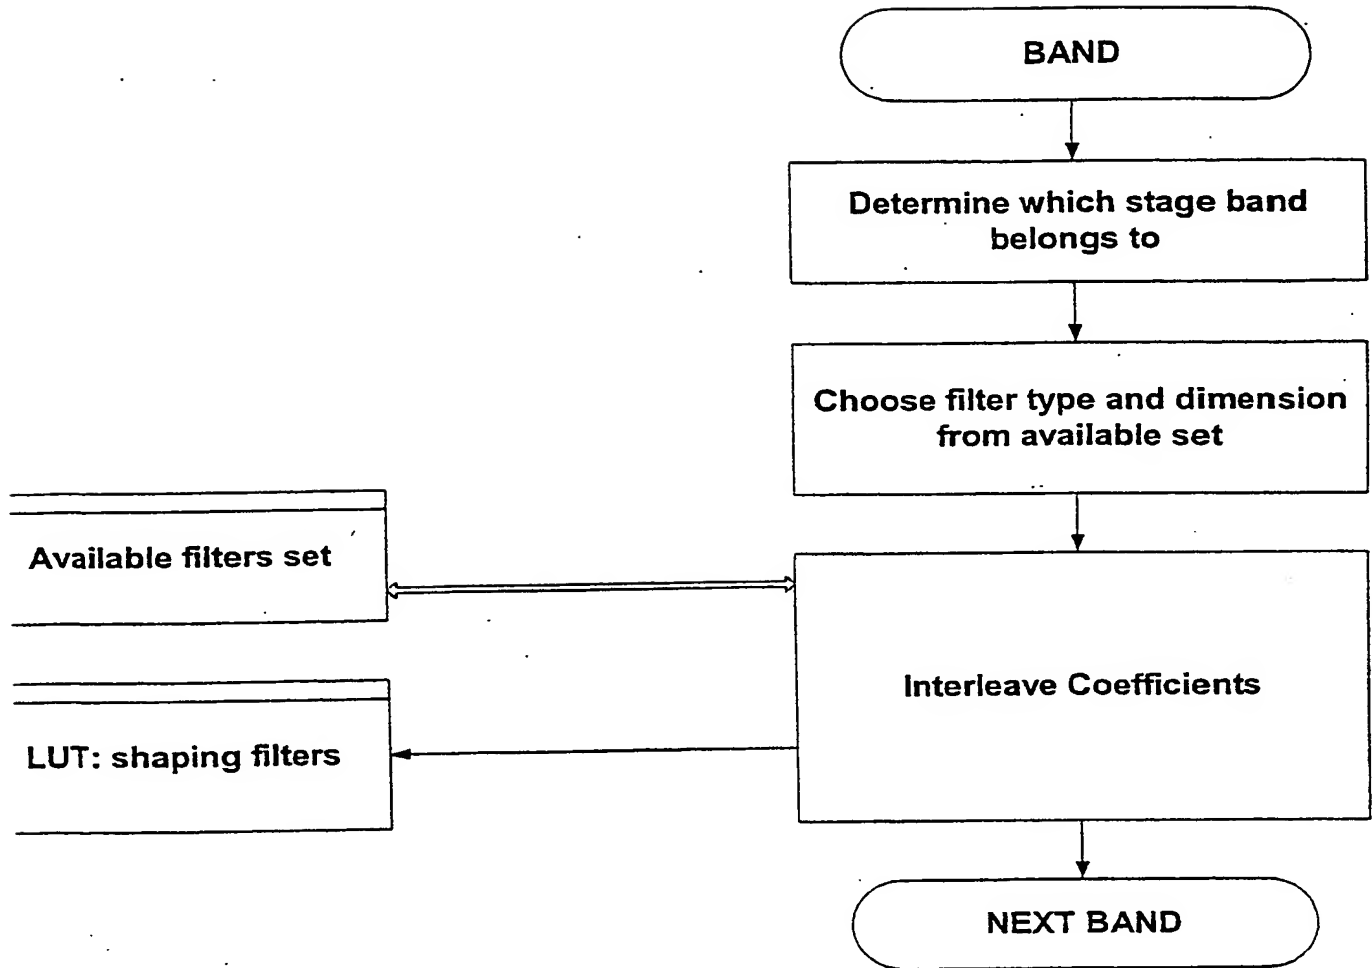 BAND
Determine which stage band
belongs to
Choose filter type and dimension
from available set
Available filters set
Interleave Coefficients
LUT: shaping filters
NEXT BAND